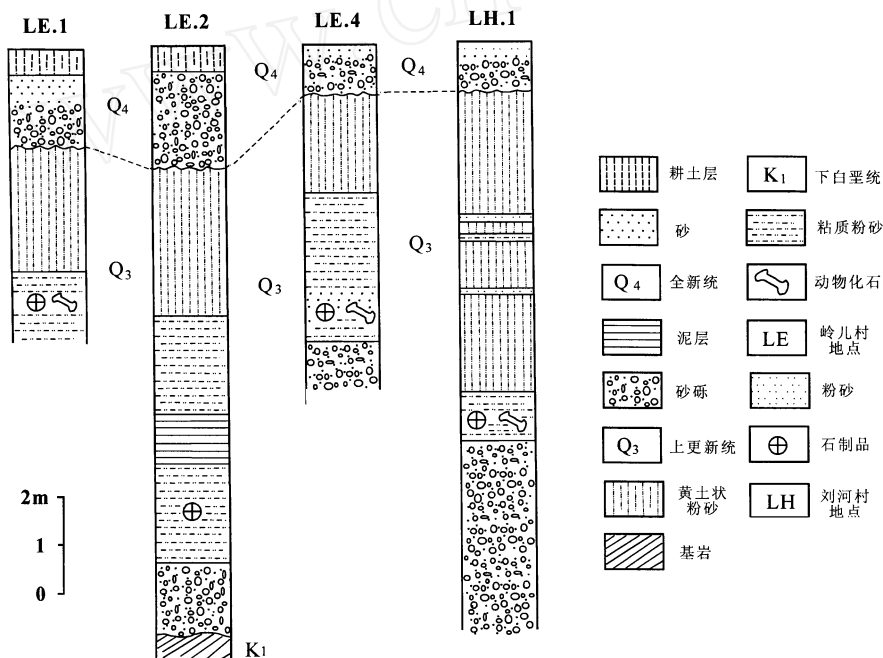 LE.1
LE.2
LE.4
LH.1
Q4
Q4
Q4
Q3
Q3
Q3
K1
2m
1
0
耕土层
K1
下白垩统
砂
粘质粉砂
Q4
全新统
动物化石
泥层
LE
岭儿村
地点
砂砾
粉砂
Q3
上更新统
石制品
黄土状
粉砂
LH
刘河村
地点
基岩